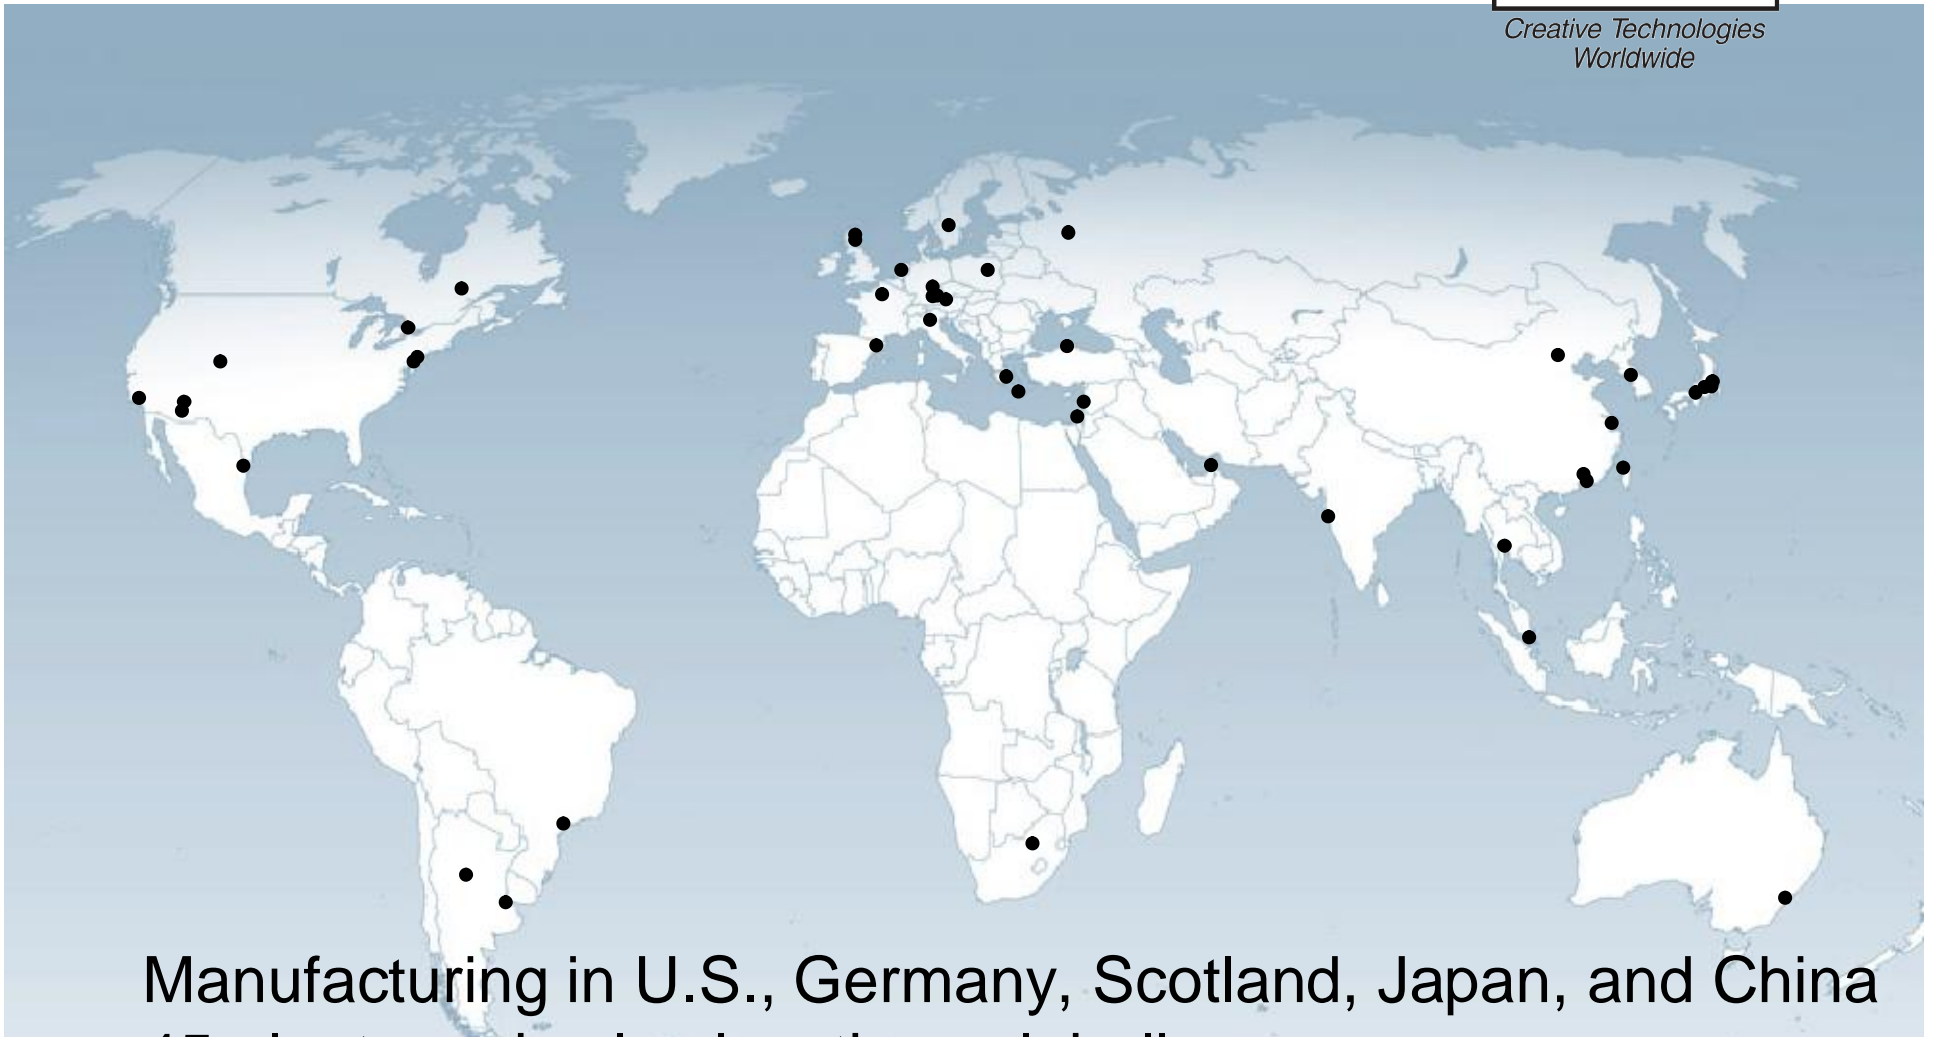 Creative Technologies
Worldwide
Manufacturing in U.S., Germany, Scotland, Japan, and China